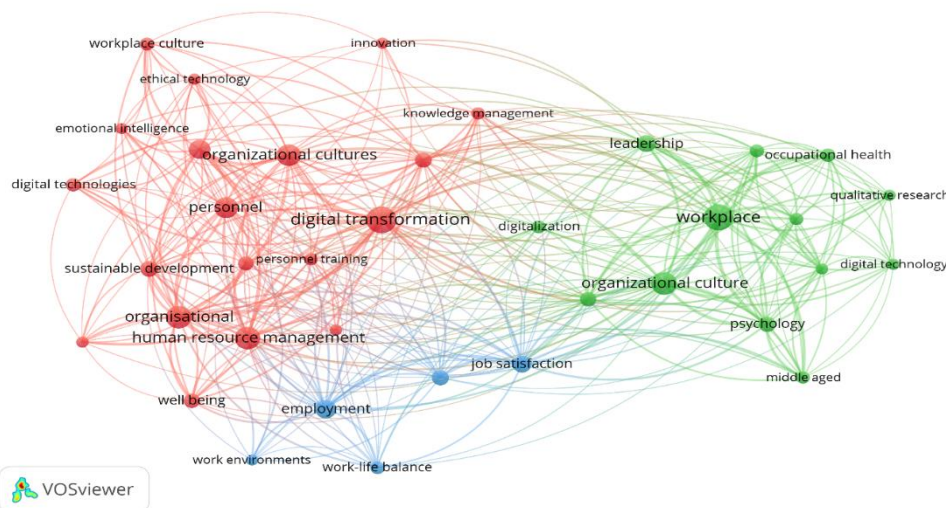 workplace culture
innovation
ethical technology
knowledge management
emotional intelligence
organizational cultures
leadership
occupational health
digital technologies
qualitative research
personnel
digital transformation
workplace
digitalization
sustainable development
personnel training
digital technology
organizational culture
organisational
psychology
human resource management
job satisfaction
middle aged
well being
employment
work environments
work-life balance
VOSviewer